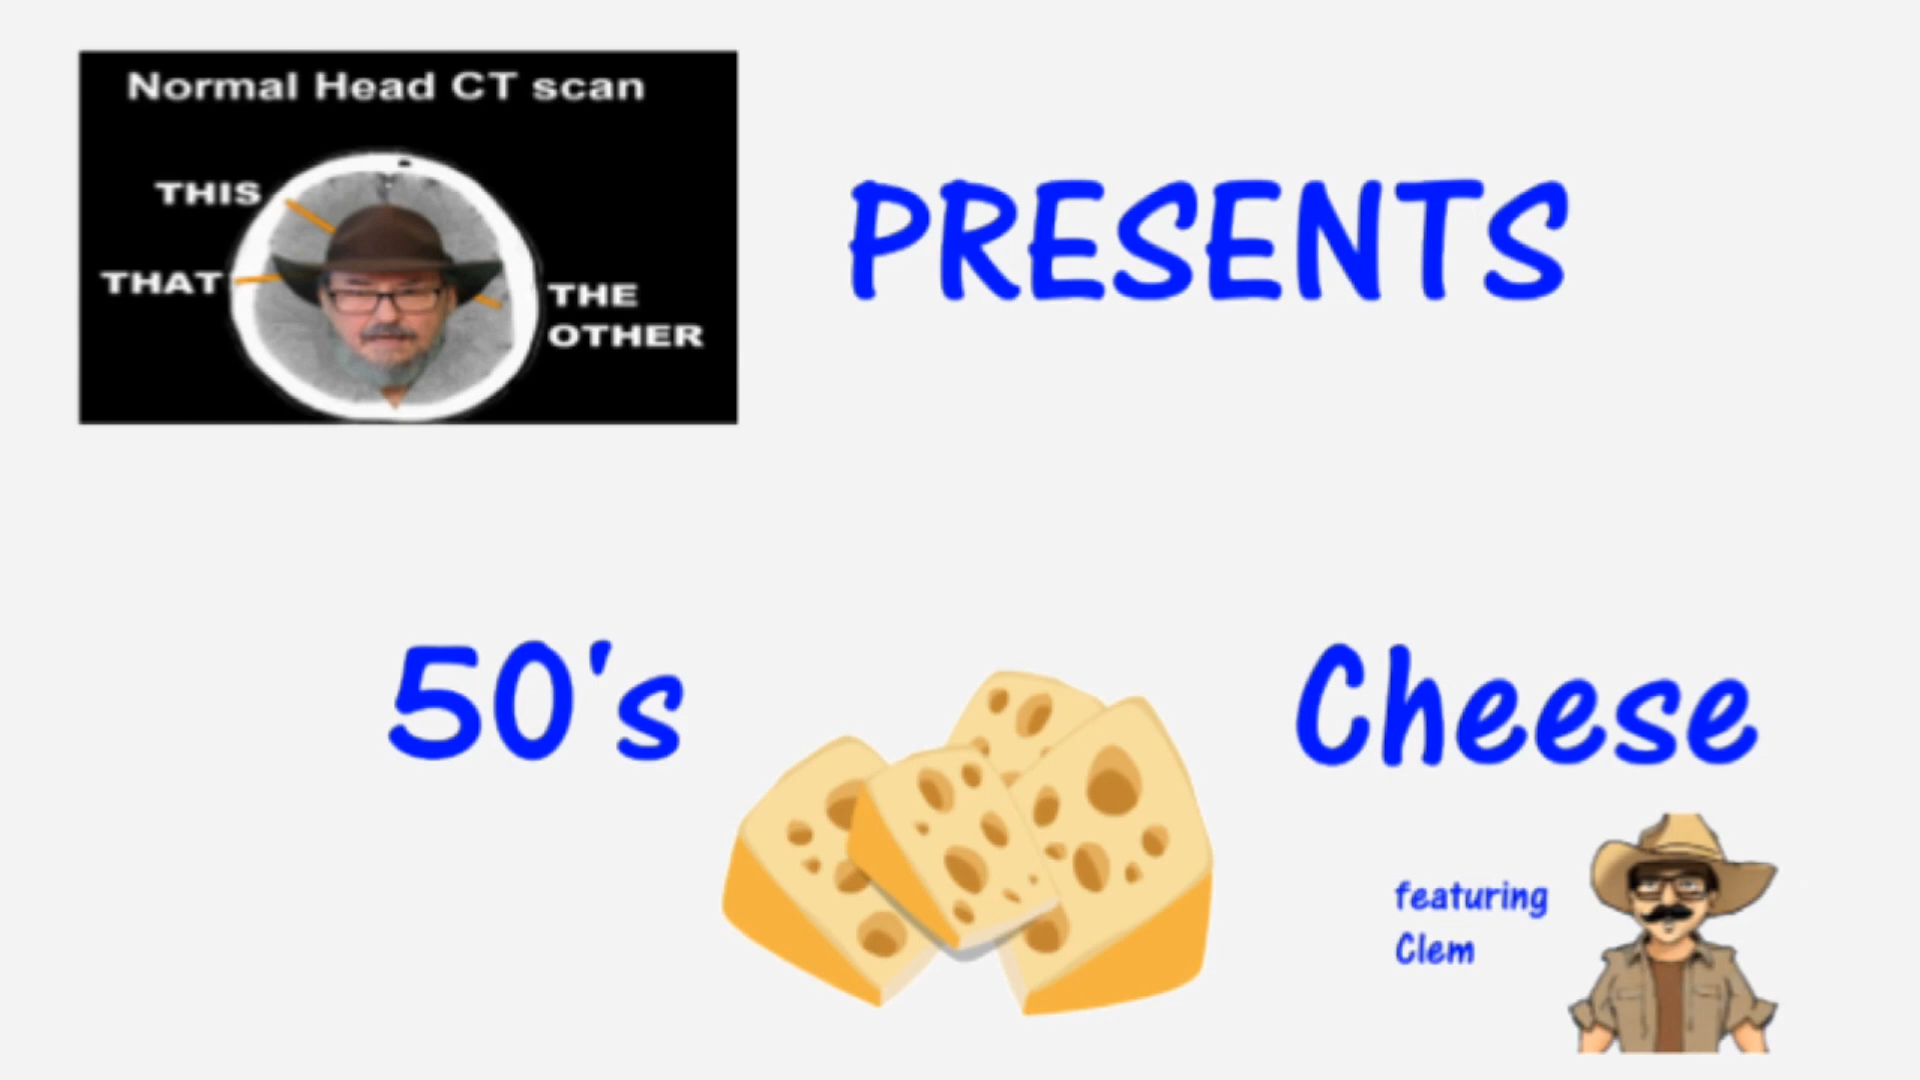 Normal Head CT scan
THIS
THAT
THE
OTHER
PRESENTS
50's
Cheese
featuring
Clem